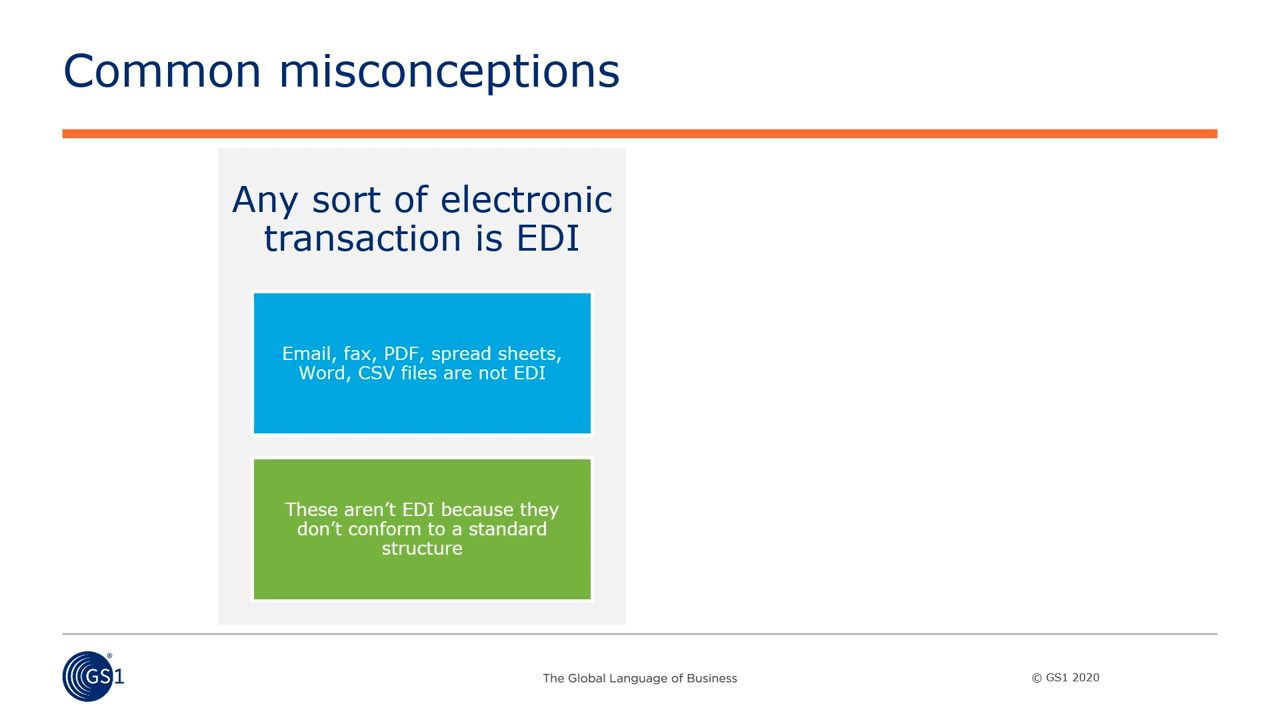 Common misconceptions
Any sort of electronic
transaction is EDI
Email, fax, PDF, spread sheets,
Word, CSV files are not EDI
These aren’t EDI because they
don’t conform to a standard
structure
GS1®
The Global Language of Business
© GS1 2020